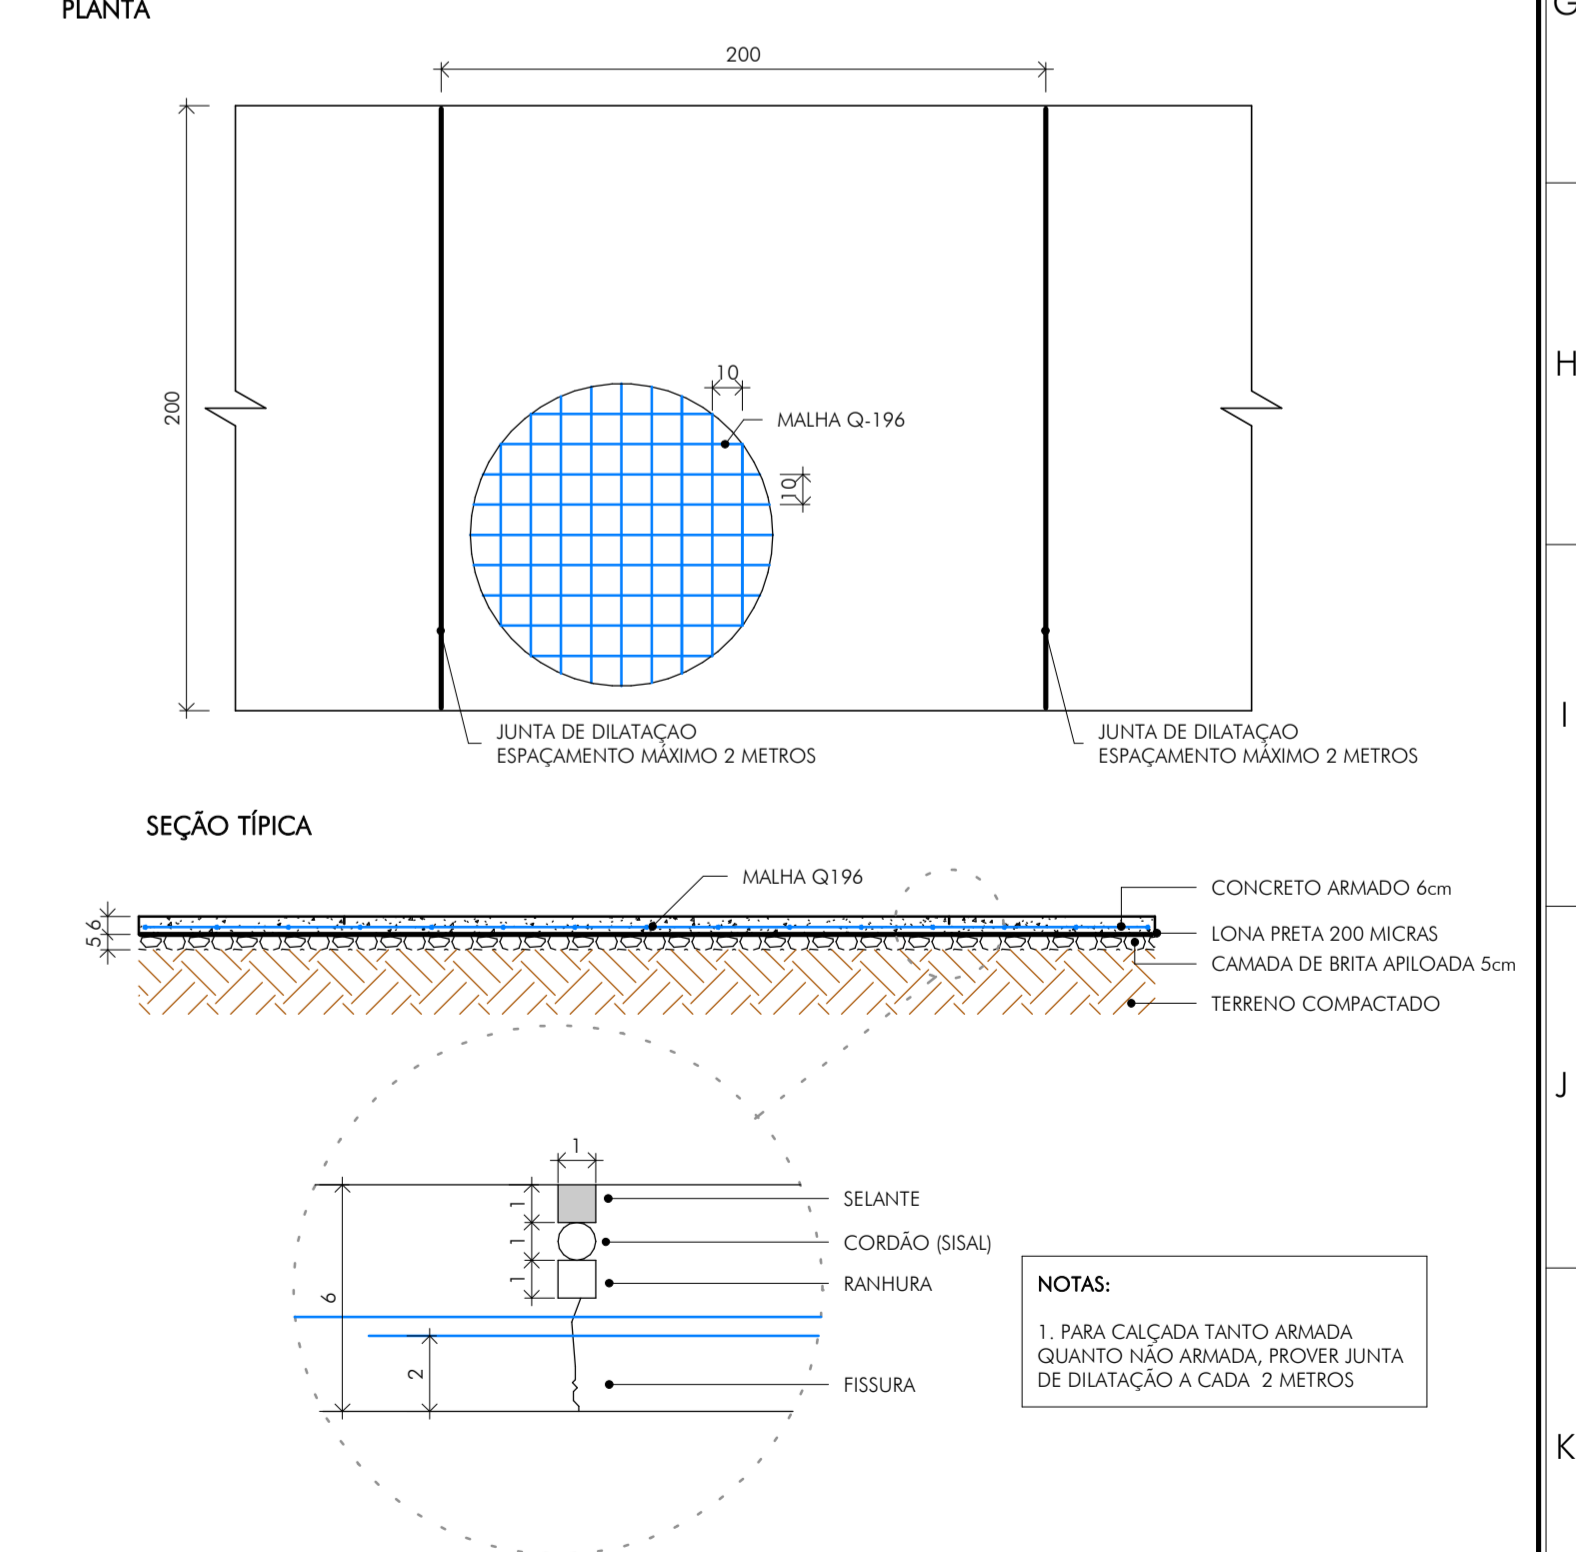 PLANTA
G
200
200
10
MALHA Q-196
10
H
JUNTA DE DILATAÇAO
ESPAÇAMENTO MÁXIMO 2 METROS
JUNTA DE DILATAÇAO
ESPAÇAMENTO MÁXIMO 2 METROS
I
SEÇÃO TÍPICA
MALHA Q196
CONCRETO ARMADO 6cm
6
5
LONA PRETA 200 MICRAS
CAMADA DE BRITA APILOADA 5cm
TERRENO COMPACTADO
J
1
1
SELANTE
1
CORDÃO (SISAL)
1
RANHURA
6
2
FISSURA
NOTAS:
1. PARA CALÇADA TANTO ARMADA
QUANTO NÃO ARMADA, PROVER JUNTA
DE DILATAÇÃO A CADA  2 METROS
K